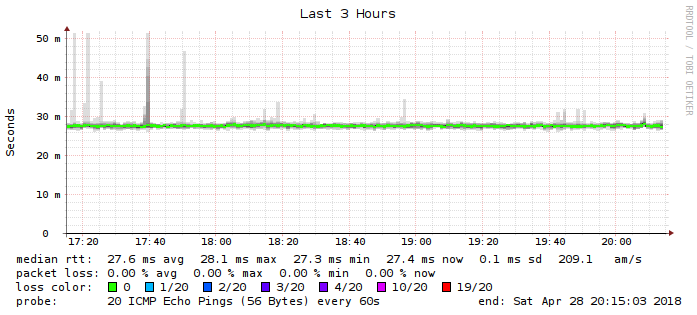 Last 3 Hours
RRDTOOL / TOBI OETIKER
Seconds
50 m
40 m
30 m
20 m
10 m
0
17:20 17:40 18:00 18:20 18:40 19:00 19:20 19:40 20:00
median rtt: 27.6 ms avg 28.1 ms max 27.3 ms min 27.4 ms now 0.1 ms sd 209.1 am/s
packet loss: 0.00 % avg 0.00 % max 0.00 % min 0.00 % now
loss color: 0 1/20 2/20 3/20 4/20 10/20 19/20
probe: 20 ICMP Echo Pings (56 Bytes) every 60s end: Sat Apr 28 20:15:03 2018